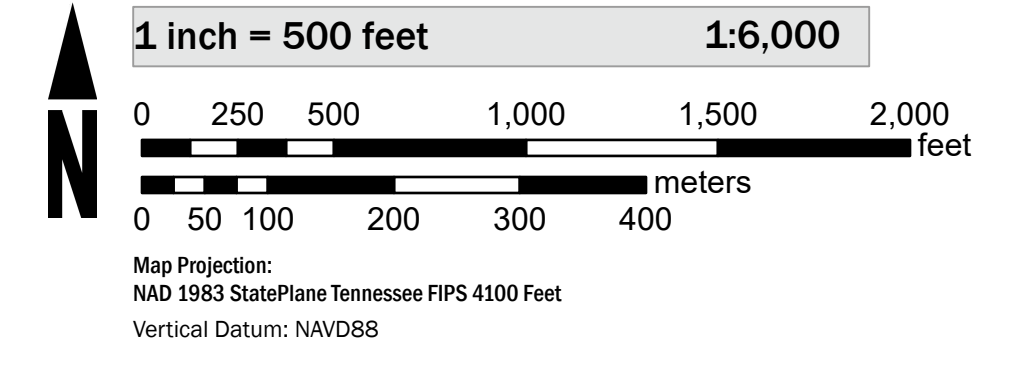 1 inch = 500 feet 1:6,000
0 250 500 1,000 1,500 2,000
feet
meters
0 50 100 200 300 400
N
Map Projection:
NAD 1983 StatePlane Tennessee FIPS 4100 Feet
Vertical Datum: NAVD88